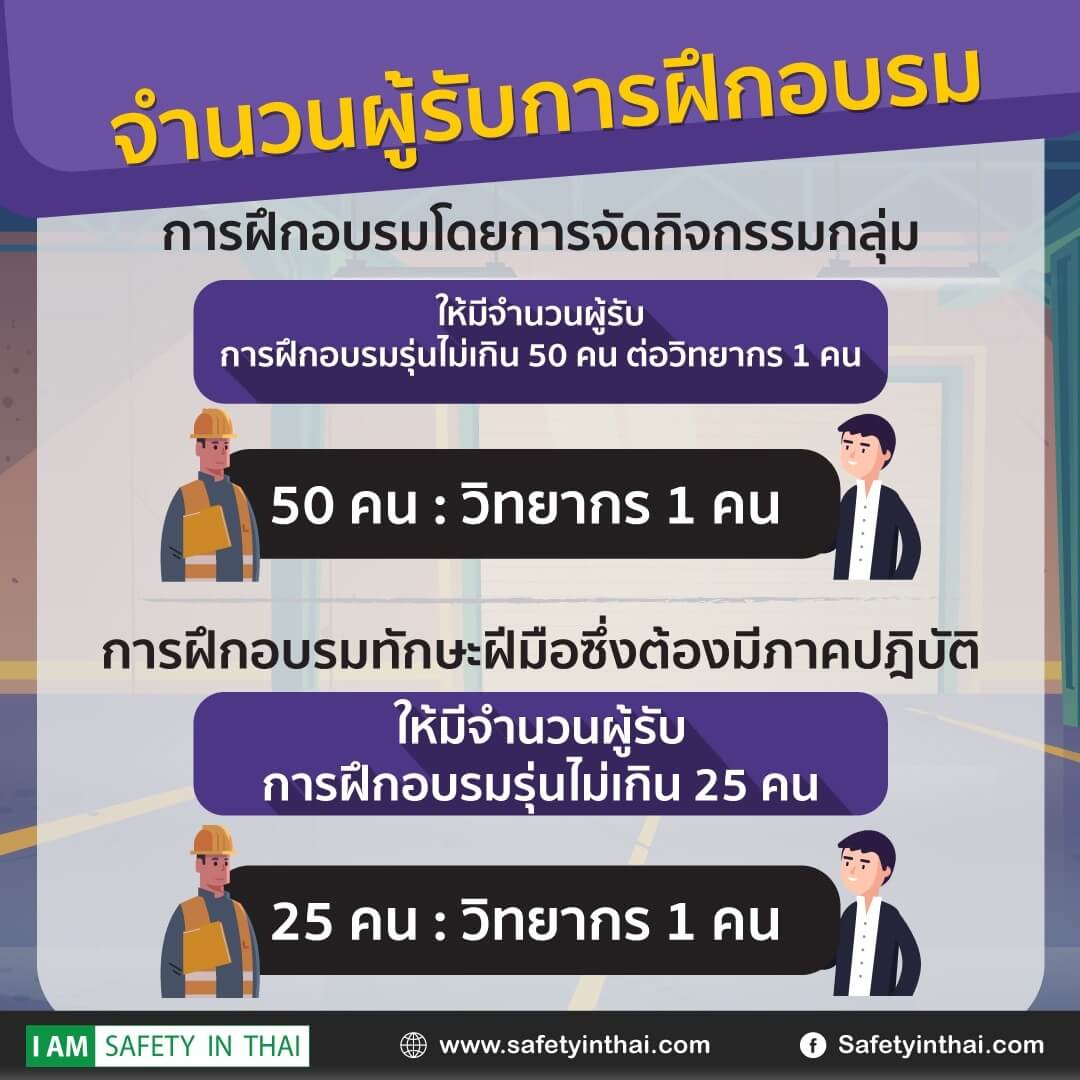 จำนวนผู้รับการฝึกอบรม
การฝึกอบรมโดยการจัดกิจกรรมกลุ่ม
ให้มีจำนวนผู้รับ
การฝึกอบรมรุ่นไม่เกิน 50 คน ต่อวิทยากร 1 คน
50 คน : วิทยากร 1 คน
การฝึกอบรมทักษะฝีมือซึ่งต้องมีภาคปฎิบัติ
ให้มีจำนวนผู้รับ
การฝึกอบรมรุ่นไม่เกิน 25 คน
25 คน : วิทยากร 1 คน
I AM SAFETY IN THAI www.safetyinthai.com Safetyinthai.com